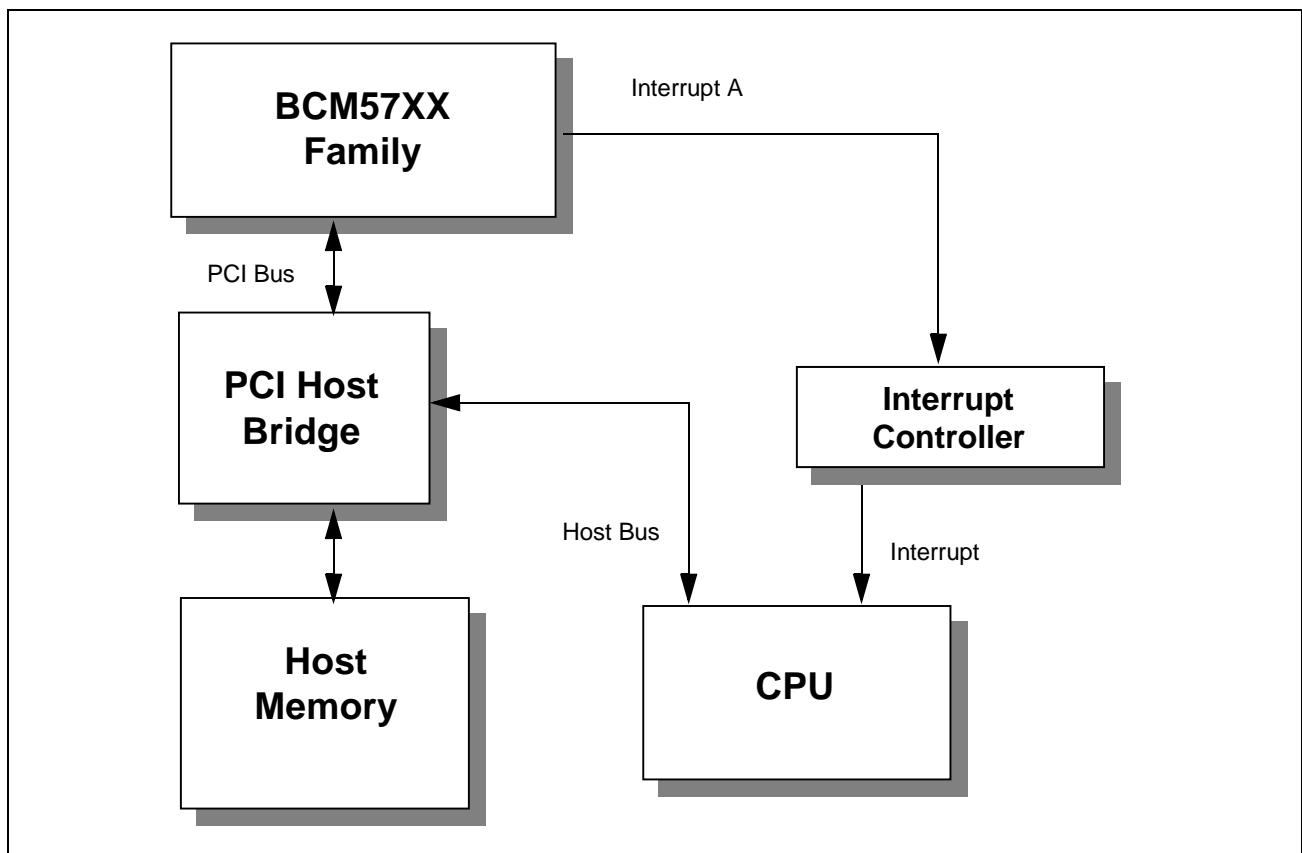 BCM57XX
Family
Interrupt A
PCI Bus
PCI Host
Bridge
Interrupt
Controller
Host Bus
Interrupt
Host
Memory
CPU